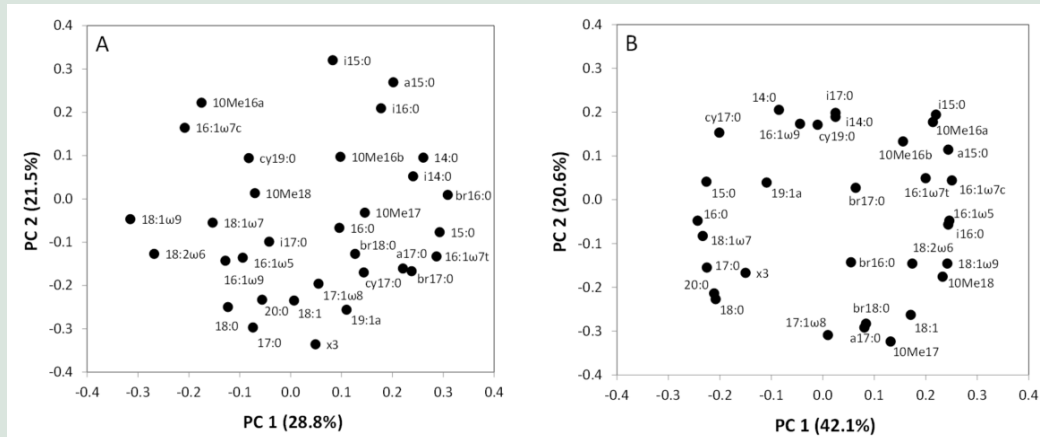 A
0.4
0.3
0.2
0.1
0.0
-0.1
-0.2
-0.3
-0.4
PC 2 (21.5%)
i15:0
a15:0
10Me16a
i16:0
16:1ω7c
cy19:0
10Me16b
14:0
i14:0
10Me18
br16:0
10Me17
18:1ω9
18:1ω7
16:0
15:0
i17:0
18:2ω6
16:1ω5
br18:0
a17:0
16:1ω7t
16:1ω9
cy17:0
br17:0
17:1ω8
20:0
18:1
19:1a
18:0
17:0
x3
-0.4 -0.3 -0.2 -0.1 0.0 0.1 0.2 0.3 0.4
PC 1 (28.8%)
B
0.4
0.3
0.2
0.1
0.0
-0.1
-0.2
-0.3
-0.4
PC 2 (20.6%)
14:0
i17:0
i15:0
cy17:0
i14:0
10Me16a
16:1ω9
cy19:0
10Me16b
a15:0
15:0
19:1a
br17:0
16:1ω7t
16:1ω7c
16:0
16:1ω5
i16:0
18:1ω7
18:2ω6
17:0
x3
br16:0
18:1ω9
10Me18
20:0
18:0
br18:0
17:1ω8
18:1
a17:0
10Me17
-0.4 -0.3 -0.2 -0.1 0.0 0.1 0.2 0.3 0.4
PC 1 (42.1%)